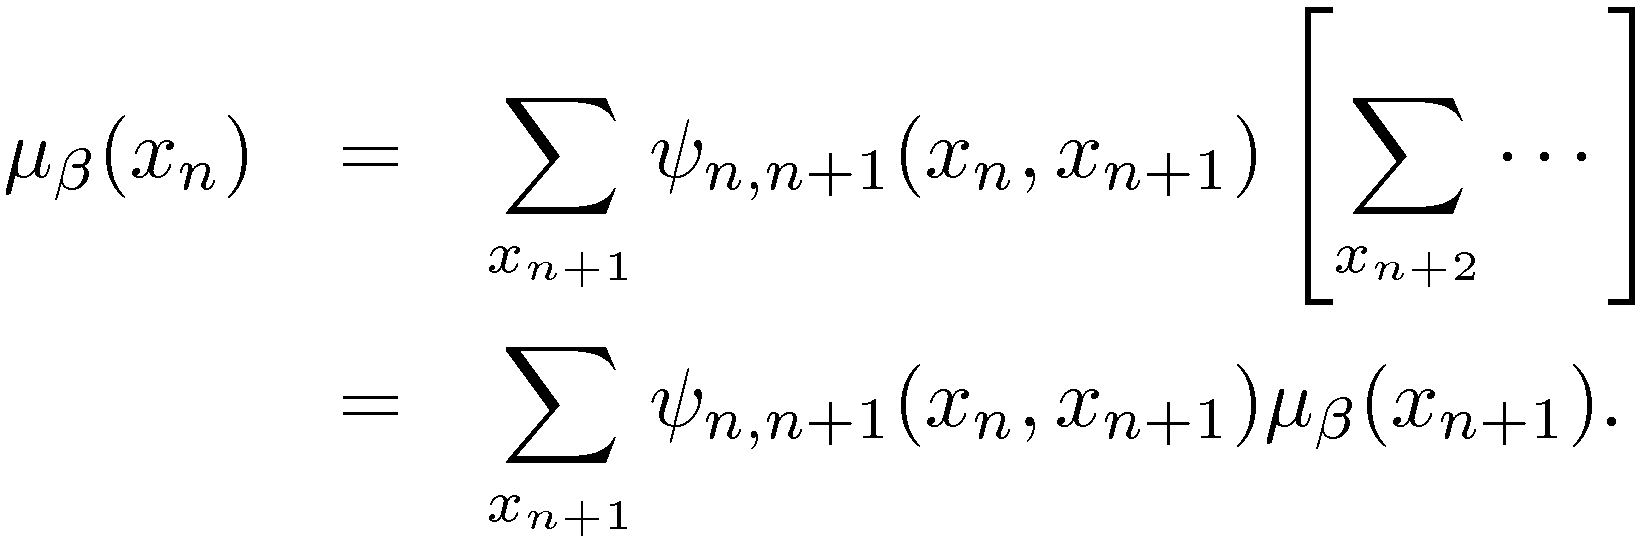 μ_β(x_n) = ∑_{x_{n+1}} ψ_{n,n+1}(x_n, x_{n+1}) [∑_{x_{n+2}} ⋯]
= ∑_{x_{n+1}} ψ_{n,n+1}(x_n, x_{n+1}) μ_β(x_{n+1}).